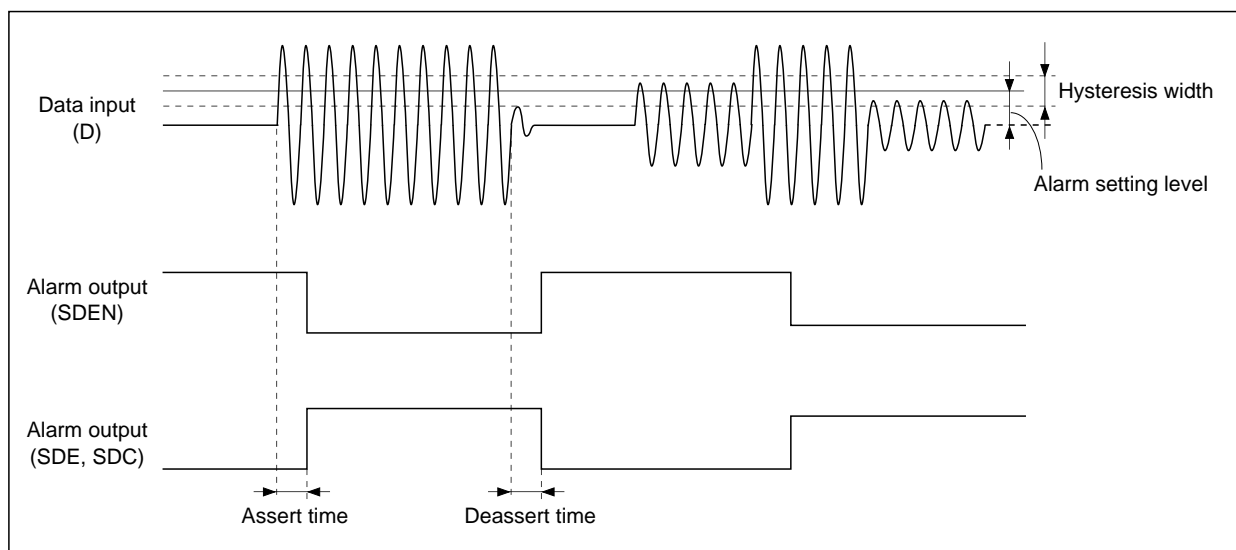 Data input
(D)
Hysteresis width
Alarm setting level
Alarm output
(SDEN)
Alarm output
(SDE, SDC)
Assert time
Deassert time